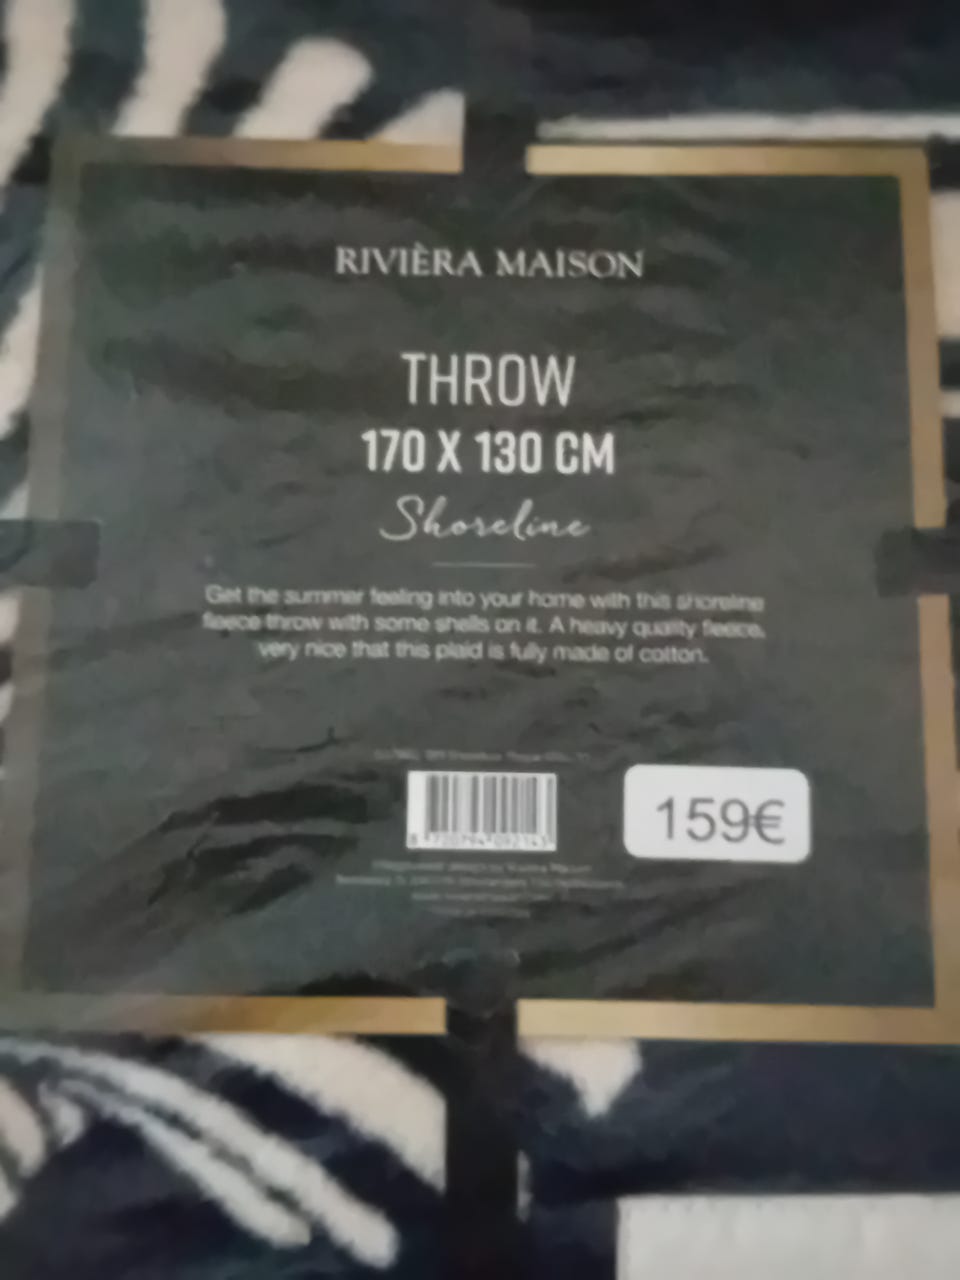 RIVIÈRA MAISON
THROW
170 X 130 CM
Shoreline
Get the summer feeling into your home with this shoreline
fleece throw with some shells on it. A heavy quality fleece,
very nice that this plaid is fully made of cotton.
159€